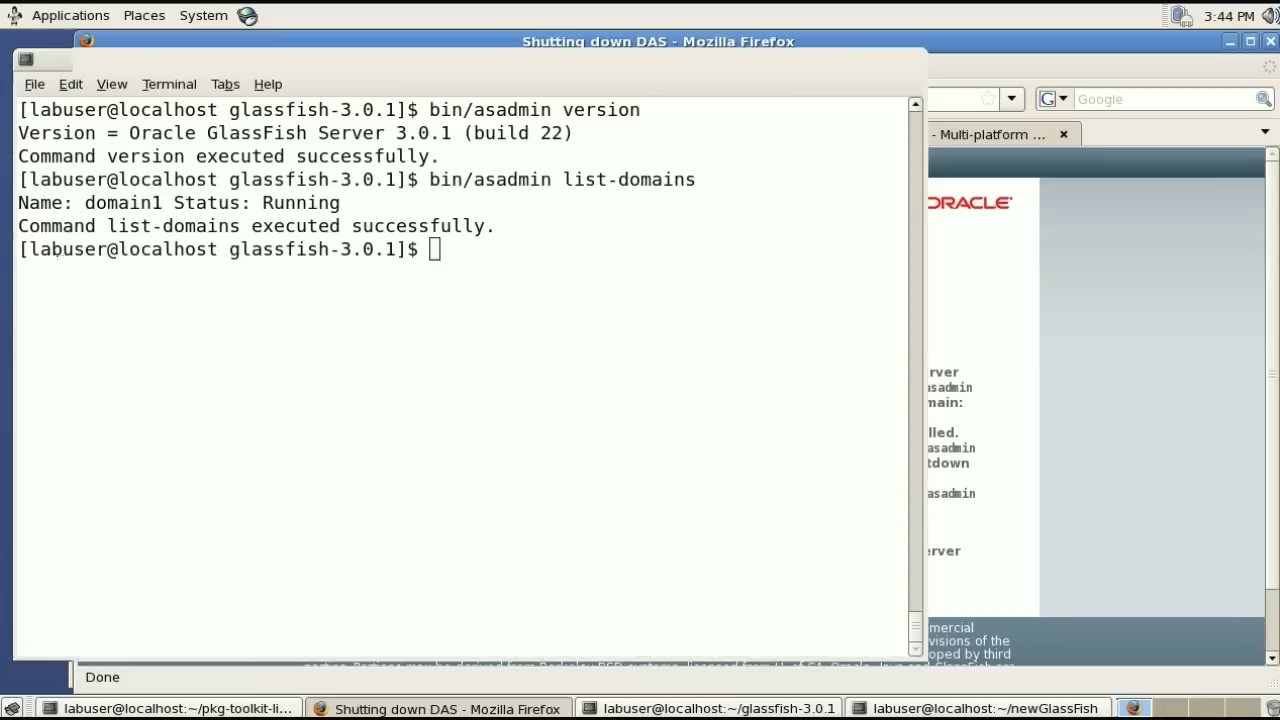 Applications Places System 3:44 PM
Shutting down DAS - Mozilla Firefox
File Edit View Terminal Tabs Help
Google
- Multi-platform ...
[labuser@localhost glassfish-3.0.1]$ bin/asadmin version
Version = Oracle GlassFish Server 3.0.1 (build 22)
Command version executed successfully.
[labuser@localhost glassfish-3.0.1]$ bin/asadmin list-domains
Name: domain1 Status: Running
Command list-domains executed successfully.
[labuser@localhost glassfish-3.0.1]$
ORACLE
rver
asadmin
main:
lled.
asadmin
tdown
asadmin
erver
mercial
visions of the
oped by third
Done
labuser@localhost:~/pkg-toolkit-li... Shutting down DAS - Mozilla Firefox labuser@localhost:~/glassfish-3.0.1 labuser@localhost:~/newGlassFish